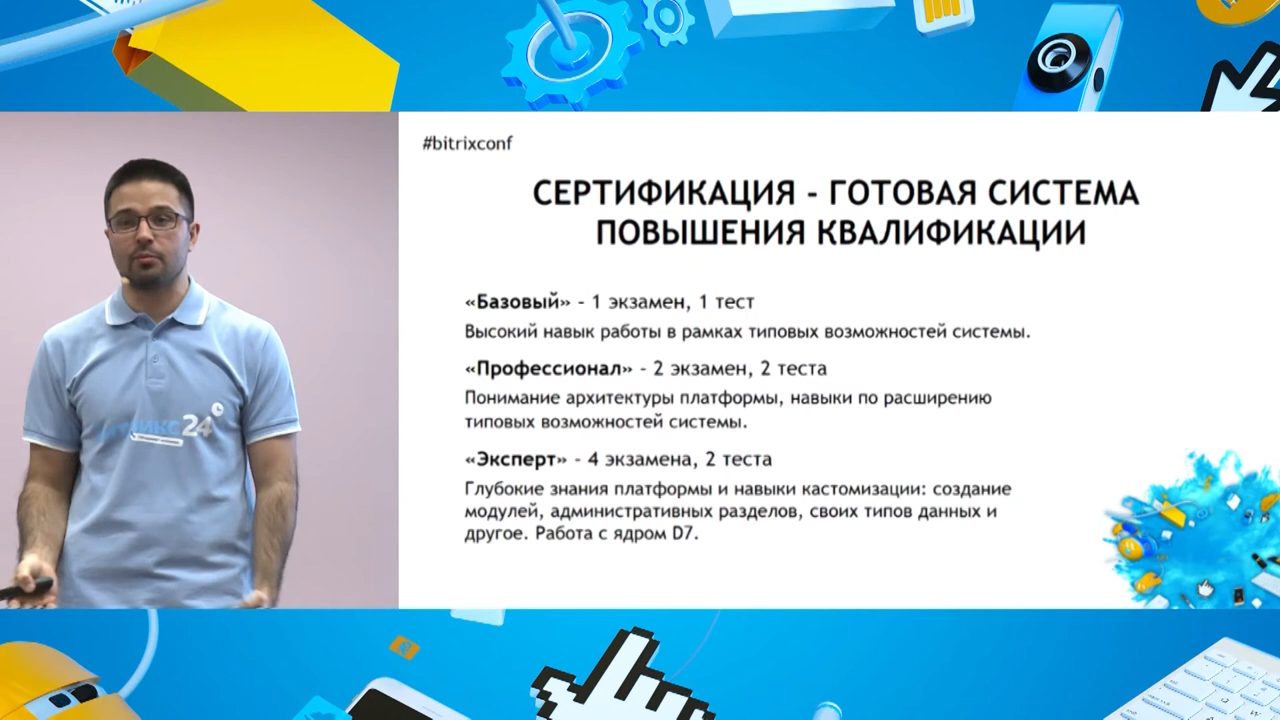 #bitrixconf
СЕРТИФИКАЦИЯ - ГОТОВАЯ СИСТЕМА
ПОВЫШЕНИЯ КВАЛИФИКАЦИИ
«Базовый» - 1 экзамен, 1 тест
Высокий навык работы в рамках типовых возможностей системы.
«Профессионал» - 2 экзамен, 2 теста
Понимание архитектуры платформы, навыки по расширению
типовых возможностей системы.
«Эксперт» - 4 экзамена, 2 теста
Глубокие знания платформы и навыки кастомизации: создание
модулей, административных разделов, своих типов данных и
другое. Работа с ядром D7.
24